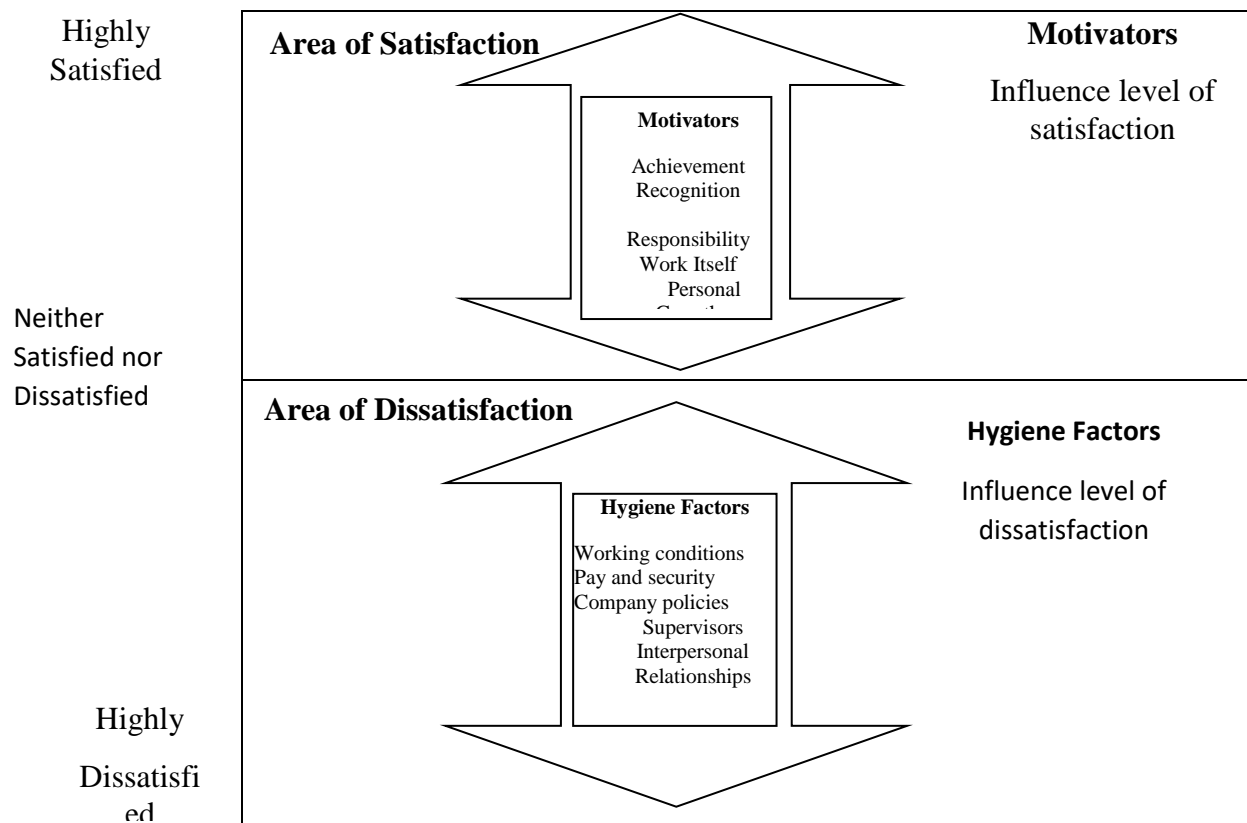 Highly
Satisfied
Area of Satisfaction
Motivators
Influence level of
satisfaction
Motivators
Achievement
Recognition
Responsibility
Work Itself
Personal
Neither
Satisfied nor
Dissatisfied
Area of Dissatisfaction
Hygiene Factors
Influence level of
dissatisfaction
Hygiene Factors
Working conditions
Pay and security
Company policies
Supervisors
Interpersonal
Relationships
Highly
Dissatisfi
ed